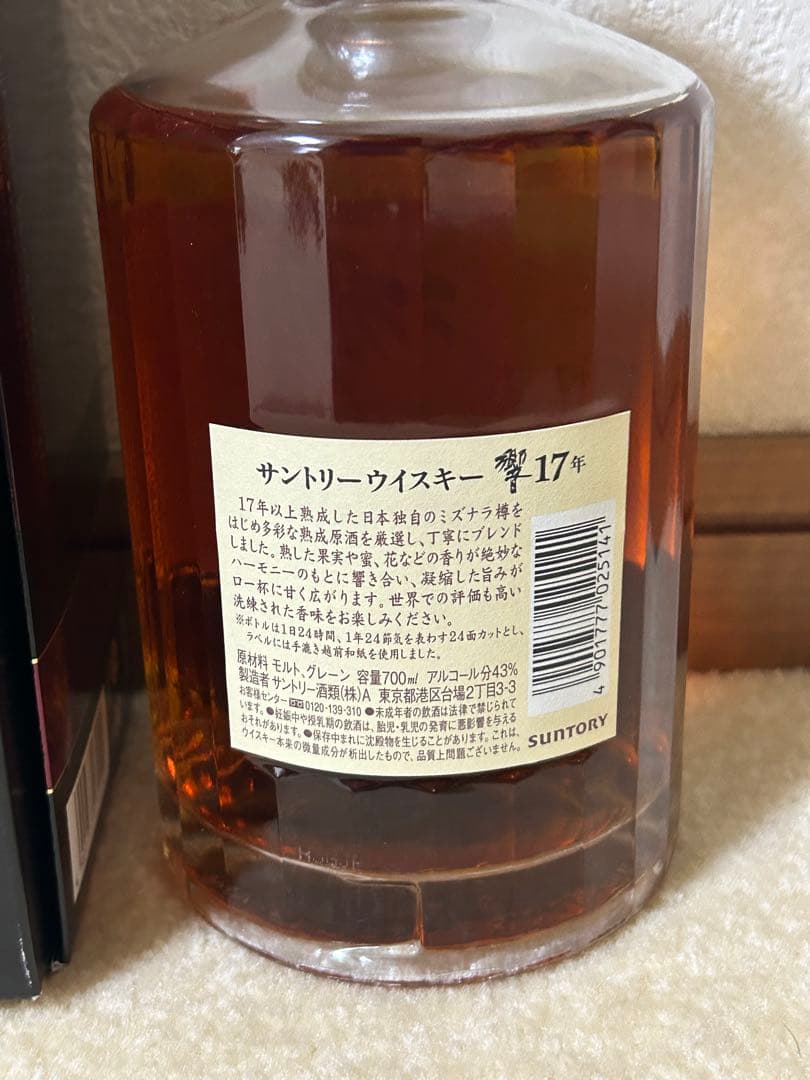 サントリーウイスキー 響17年
17年以上熟成した日本独自のミズナラ樽を
はじめ多彩な熟成原酒を厳選し、丁寧にブレンド
しました。熟した果実や蜜、花などの香りが絶妙な
ハーモニーのもとに響き合い、凝縮した旨みが
口一杯に甘く広がります。世界での評価も高い
洗練された香味をお楽しみください。
※ボトルは1日24時間、1年24節気を表わす24面カットとし、
ラベルには手漉き越前和紙を使用しました。
原材料 モルト、グレーン 容量700ml アルコール分43%
製造者 サントリー酒類(株)A 東京都港区台場2丁目3-3
お客様センター 0120-139-310 ●未成年者の飲酒は法律で禁じられて
います。●妊娠中や授乳期の飲酒は、胎児・乳児の発育に悪影響を与える
おそれがあります。●保存中まれに沈殿物を生じることがあります。これは、
ウイスキー本来の微量成分が析出したもので、品質上問題ございません。
SUNTORY
4 901777 025141